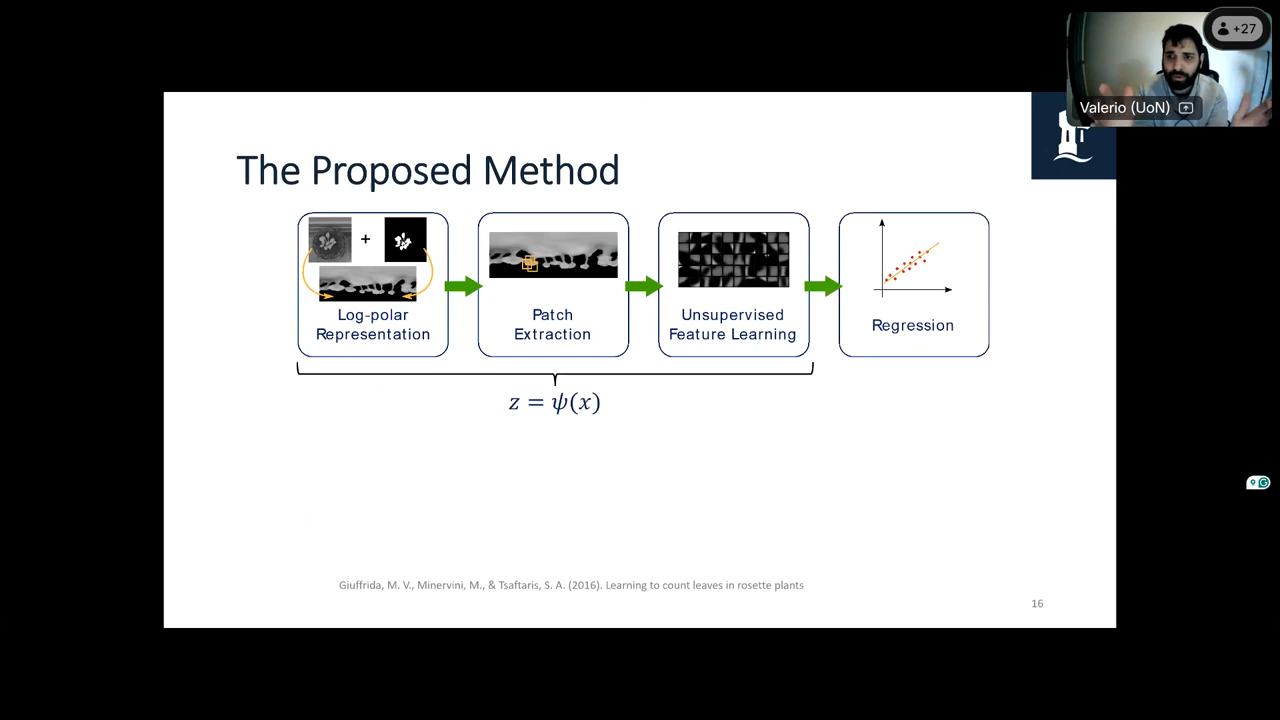 +27
Valerio (UoN)
The Proposed Method
+
Log-polar
Representation
Patch
Extraction
Unsupervised
Feature Learning
Regression
z = ψ(x)
Giuffrida, M. V., Minervini, M., & Tsaftaris, S. A. (2016). Learning to count leaves in rosette plants
16